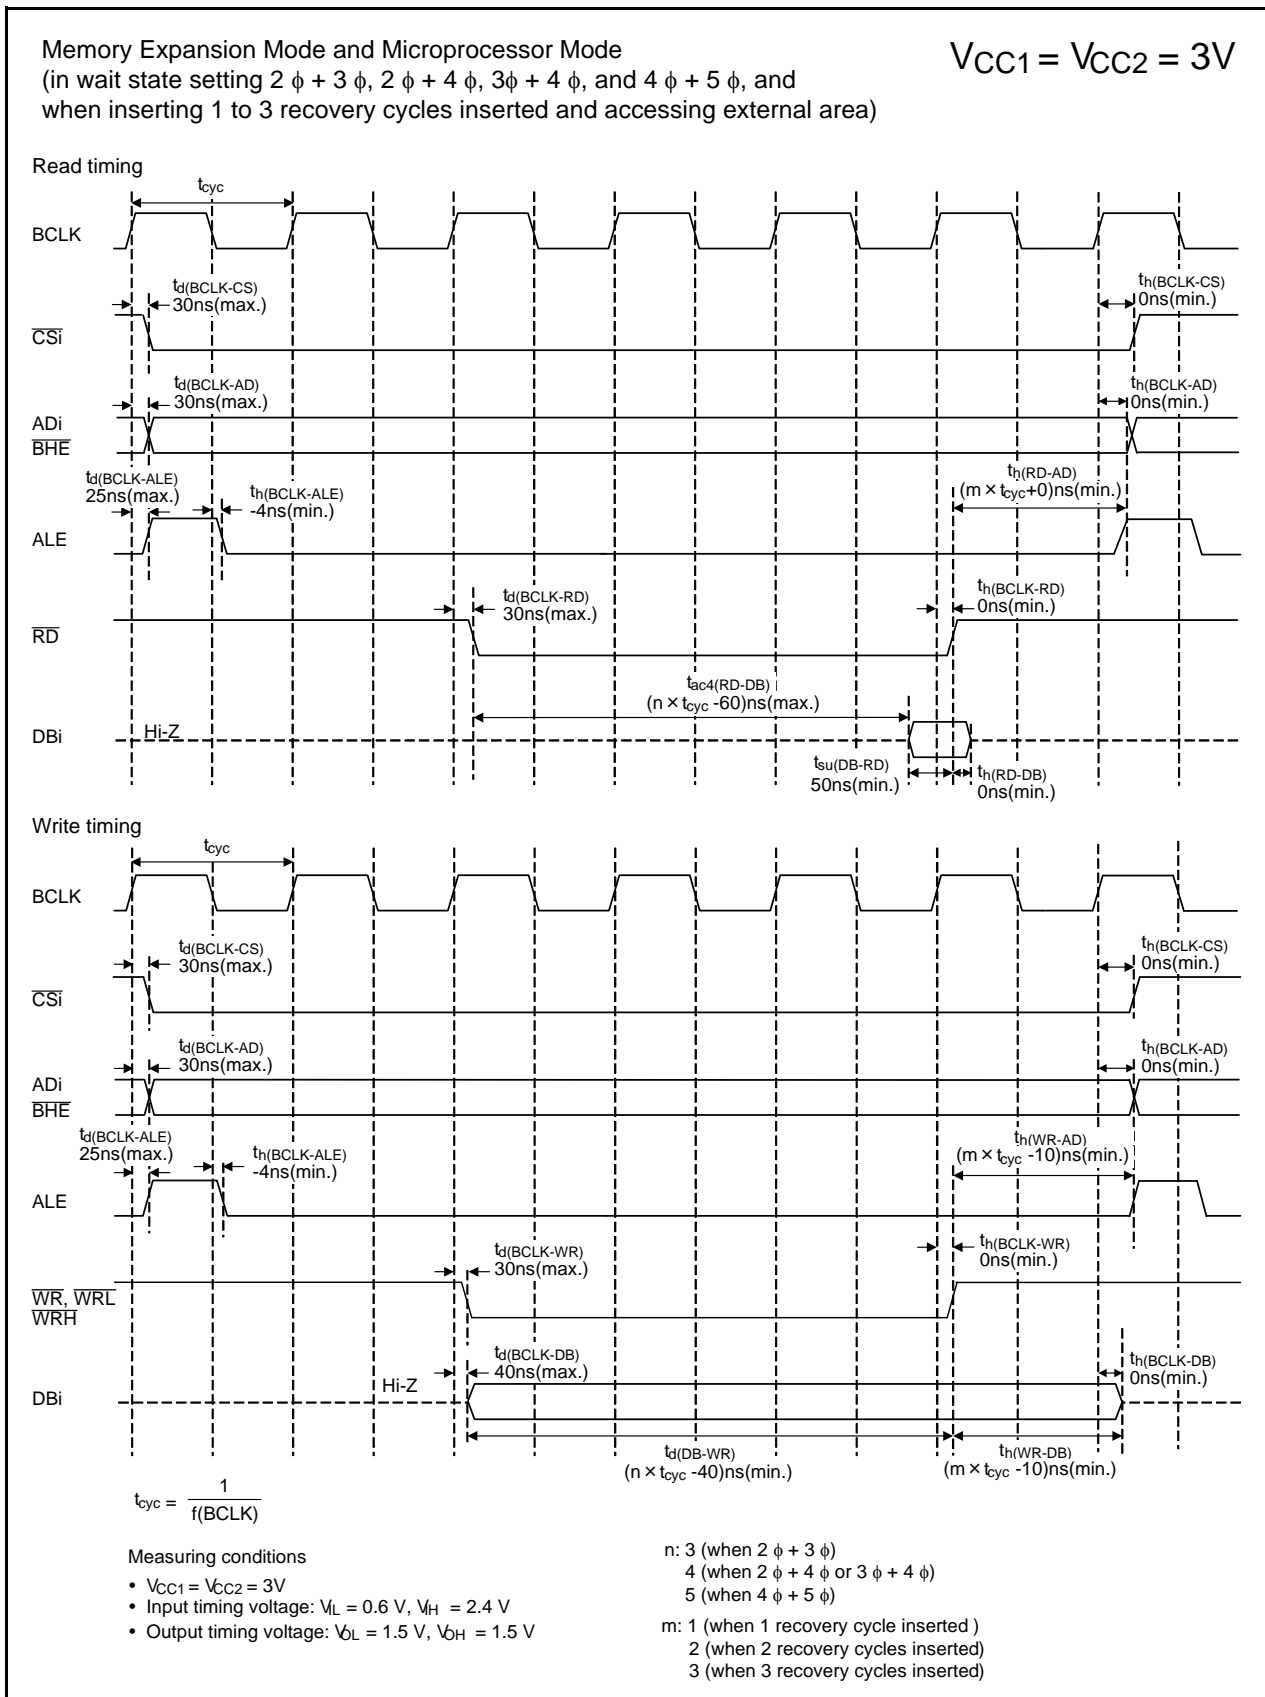 Memory Expansion Mode and Microprocessor Mode
(in wait state setting 2 ϕ + 3 ϕ, 2 ϕ + 4 ϕ, 3ϕ + 4 ϕ, and 4 ϕ + 5 ϕ, and
when inserting 1 to 3 recovery cycles inserted and accessing external area)
VCC1 = VCC2 = 3V
Read timing
tcyc
BCLK
td(BCLK-CS)
30ns(max.)
th(BCLK-CS)
0ns(min.)
CSi
td(BCLK-AD)
30ns(max.)
th(BCLK-AD)
0ns(min.)
ADi
BHE
td(BCLK-ALE)
25ns(max.)
th(BCLK-ALE)
-4ns(min.)
th(RD-AD)
(m × tcyc+0)ns(min.)
ALE
td(BCLK-RD)
30ns(max.)
th(BCLK-RD)
0ns(min.)
RD
tac4(RD-DB)
(n × tcyc -60)ns(max.)
DBi
Hi-Z
tsu(DB-RD)
50ns(min.)
th(RD-DB)
0ns(min.)
Write timing
tcyc
BCLK
td(BCLK-CS)
30ns(max.)
th(BCLK-CS)
0ns(min.)
CSi
td(BCLK-AD)
30ns(max.)
th(BCLK-AD)
0ns(min.)
ADi
BHE
td(BCLK-ALE)
25ns(max.)
th(BCLK-ALE)
-4ns(min.)
th(WR-AD)
(m × tcyc -10)ns(min.)
ALE
td(BCLK-WR)
30ns(max.)
th(BCLK-WR)
0ns(min.)
WR, WRL
WRH
td(BCLK-DB)
40ns(max.)
th(BCLK-DB)
0ns(min.)
Hi-Z
DBi
td(DB-WR)
(n × tcyc -40)ns(min.)
th(WR-DB)
(m × tcyc -10)ns(min.)
tcyc = 1
f(BCLK)
Measuring conditions
• VCC1 = VCC2 = 3V
• Input timing voltage: VIL = 0.6 V, VIH = 2.4 V
• Output timing voltage: VOL = 1.5 V, VOH = 1.5 V
n: 3 (when 2 ϕ + 3 ϕ)
4 (when 2 ϕ + 4 ϕ or 3 ϕ + 4 ϕ)
5 (when 4 ϕ + 5 ϕ)
m: 1 (when 1 recovery cycle inserted )
2 (when 2 recovery cycles inserted)
3 (when 3 recovery cycles inserted)